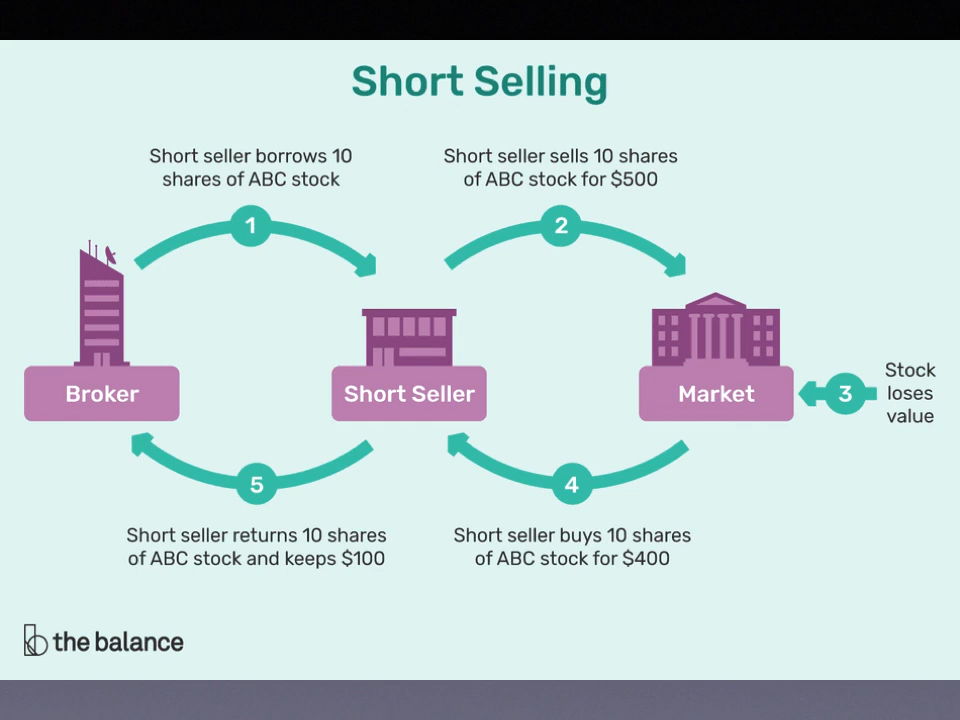 Short Selling
Short seller borrows 10
shares of ABC stock
Short seller sells 10 shares
of ABC stock for $500
1
2
Broker
Short Seller
Market
3
Stock
loses
value
5
4
Short seller returns 10 shares
of ABC stock and keeps $100
Short seller buys 10 shares
of ABC stock for $400
the balance